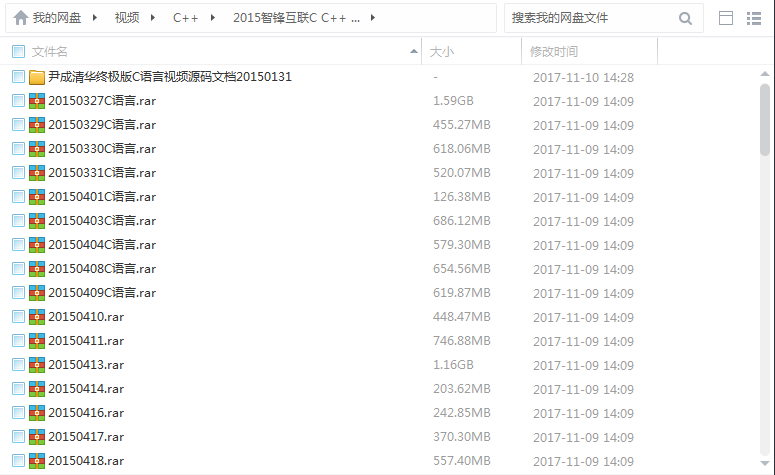 我的网盘 视频 C++ 2015智锋互联C C++ ... 搜索我的网盘文件
文件名 大小 修改时间
尹成清华终极版C语言视频源码文档20150131 - 2017-11-10 14:28
20150327C语言.rar 1.59GB 2017-11-09 14:09
20150329C语言.rar 455.27MB 2017-11-09 14:09
20150330C语言.rar 618.06MB 2017-11-09 14:09
20150331C语言.rar 520.07MB 2017-11-09 14:09
20150401C语言.rar 126.38MB 2017-11-09 14:09
20150403C语言.rar 686.12MB 2017-11-09 14:09
20150404C语言.rar 579.30MB 2017-11-09 14:09
20150408C语言.rar 654.56MB 2017-11-09 14:09
20150409C语言.rar 619.87MB 2017-11-09 14:09
20150410.rar 448.47MB 2017-11-09 14:09
20150411.rar 746.88MB 2017-11-09 14:09
20150413.rar 1.16GB 2017-11-09 14:09
20150414.rar 203.62MB 2017-11-09 14:09
20150416.rar 242.85MB 2017-11-09 14:09
20150417.rar 370.30MB 2017-11-09 14:09
20150418.rar 557.40MB 2017-11-09 14:09